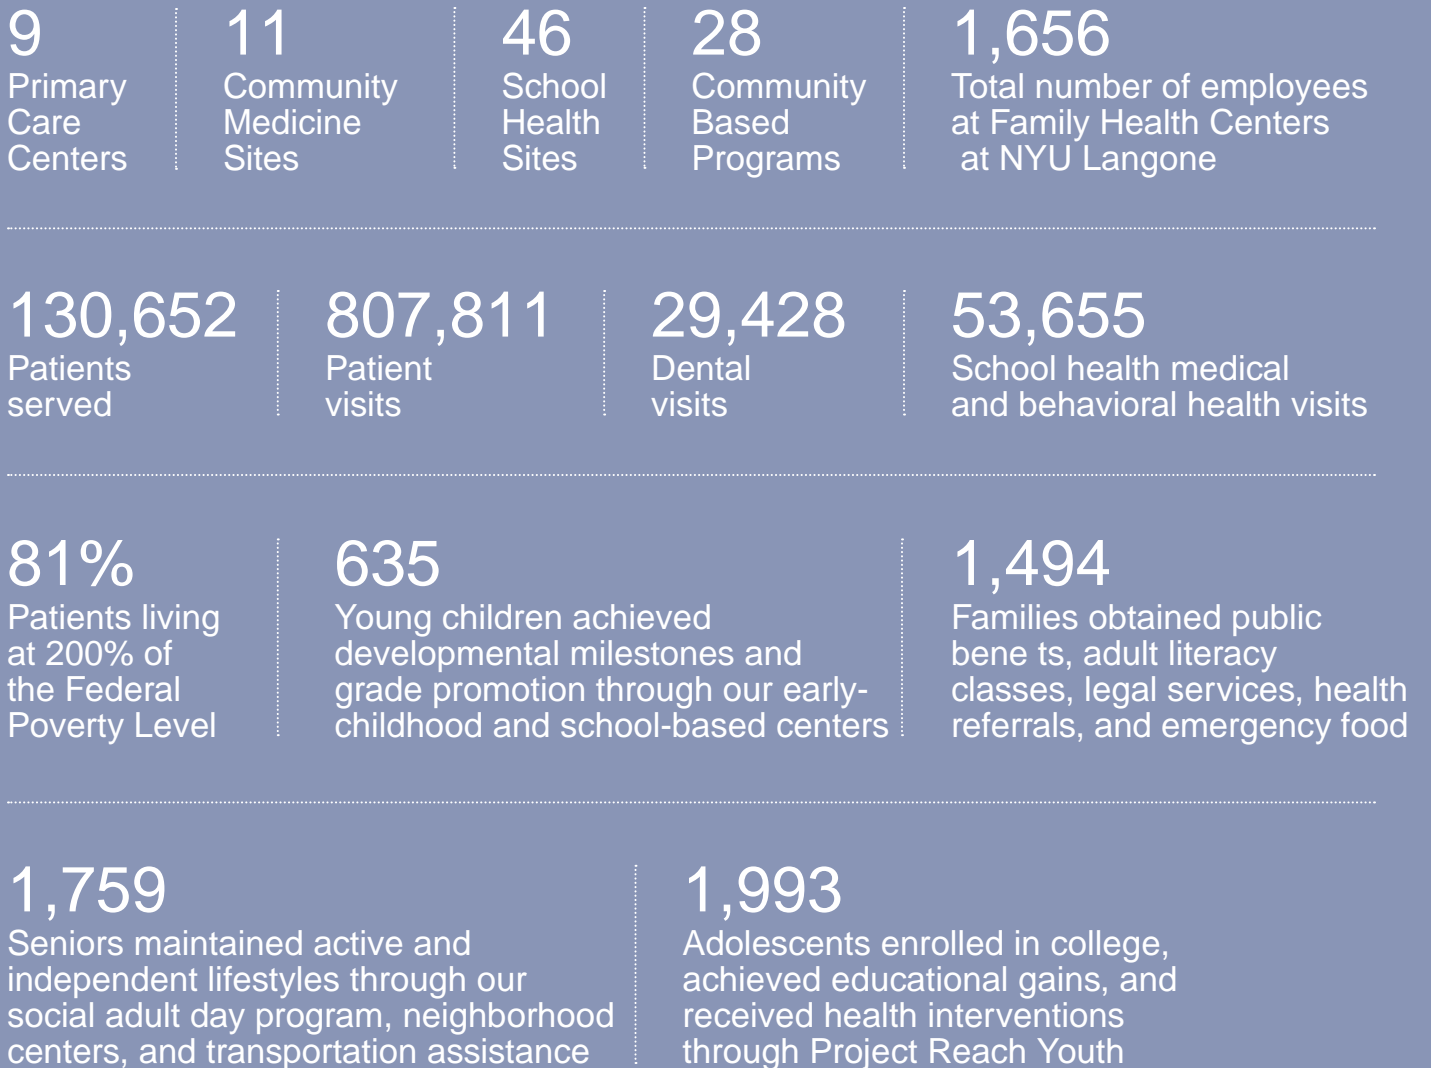 9
Primary
Care
Centers
11
Community
Medicine
Sites
46
School
Health
Sites
28
Community
Based
Programs
1,656
Total number of employees
at Family Health Centers
at NYU Langone
130,652
Patients
served
807,811
Patient
visits
29,428
Dental
visits
53,655
School health medical
and behavioral health visits
81%
Patients living
at 200% of
the Federal
Poverty Level
635
Young children achieved
developmental milestones and
grade promotion through our early-
childhood and school-based centers
1,494
Families obtained public
bene ts, adult literacy
classes, legal services, health
referrals, and emergency food
1,759
Seniors maintained active and
independent lifestyles through our
social adult day program, neighborhood
centers, and transportation assistance
1,993
Adolescents enrolled in college,
achieved educational gains, and
received health interventions
through Project Reach Youth